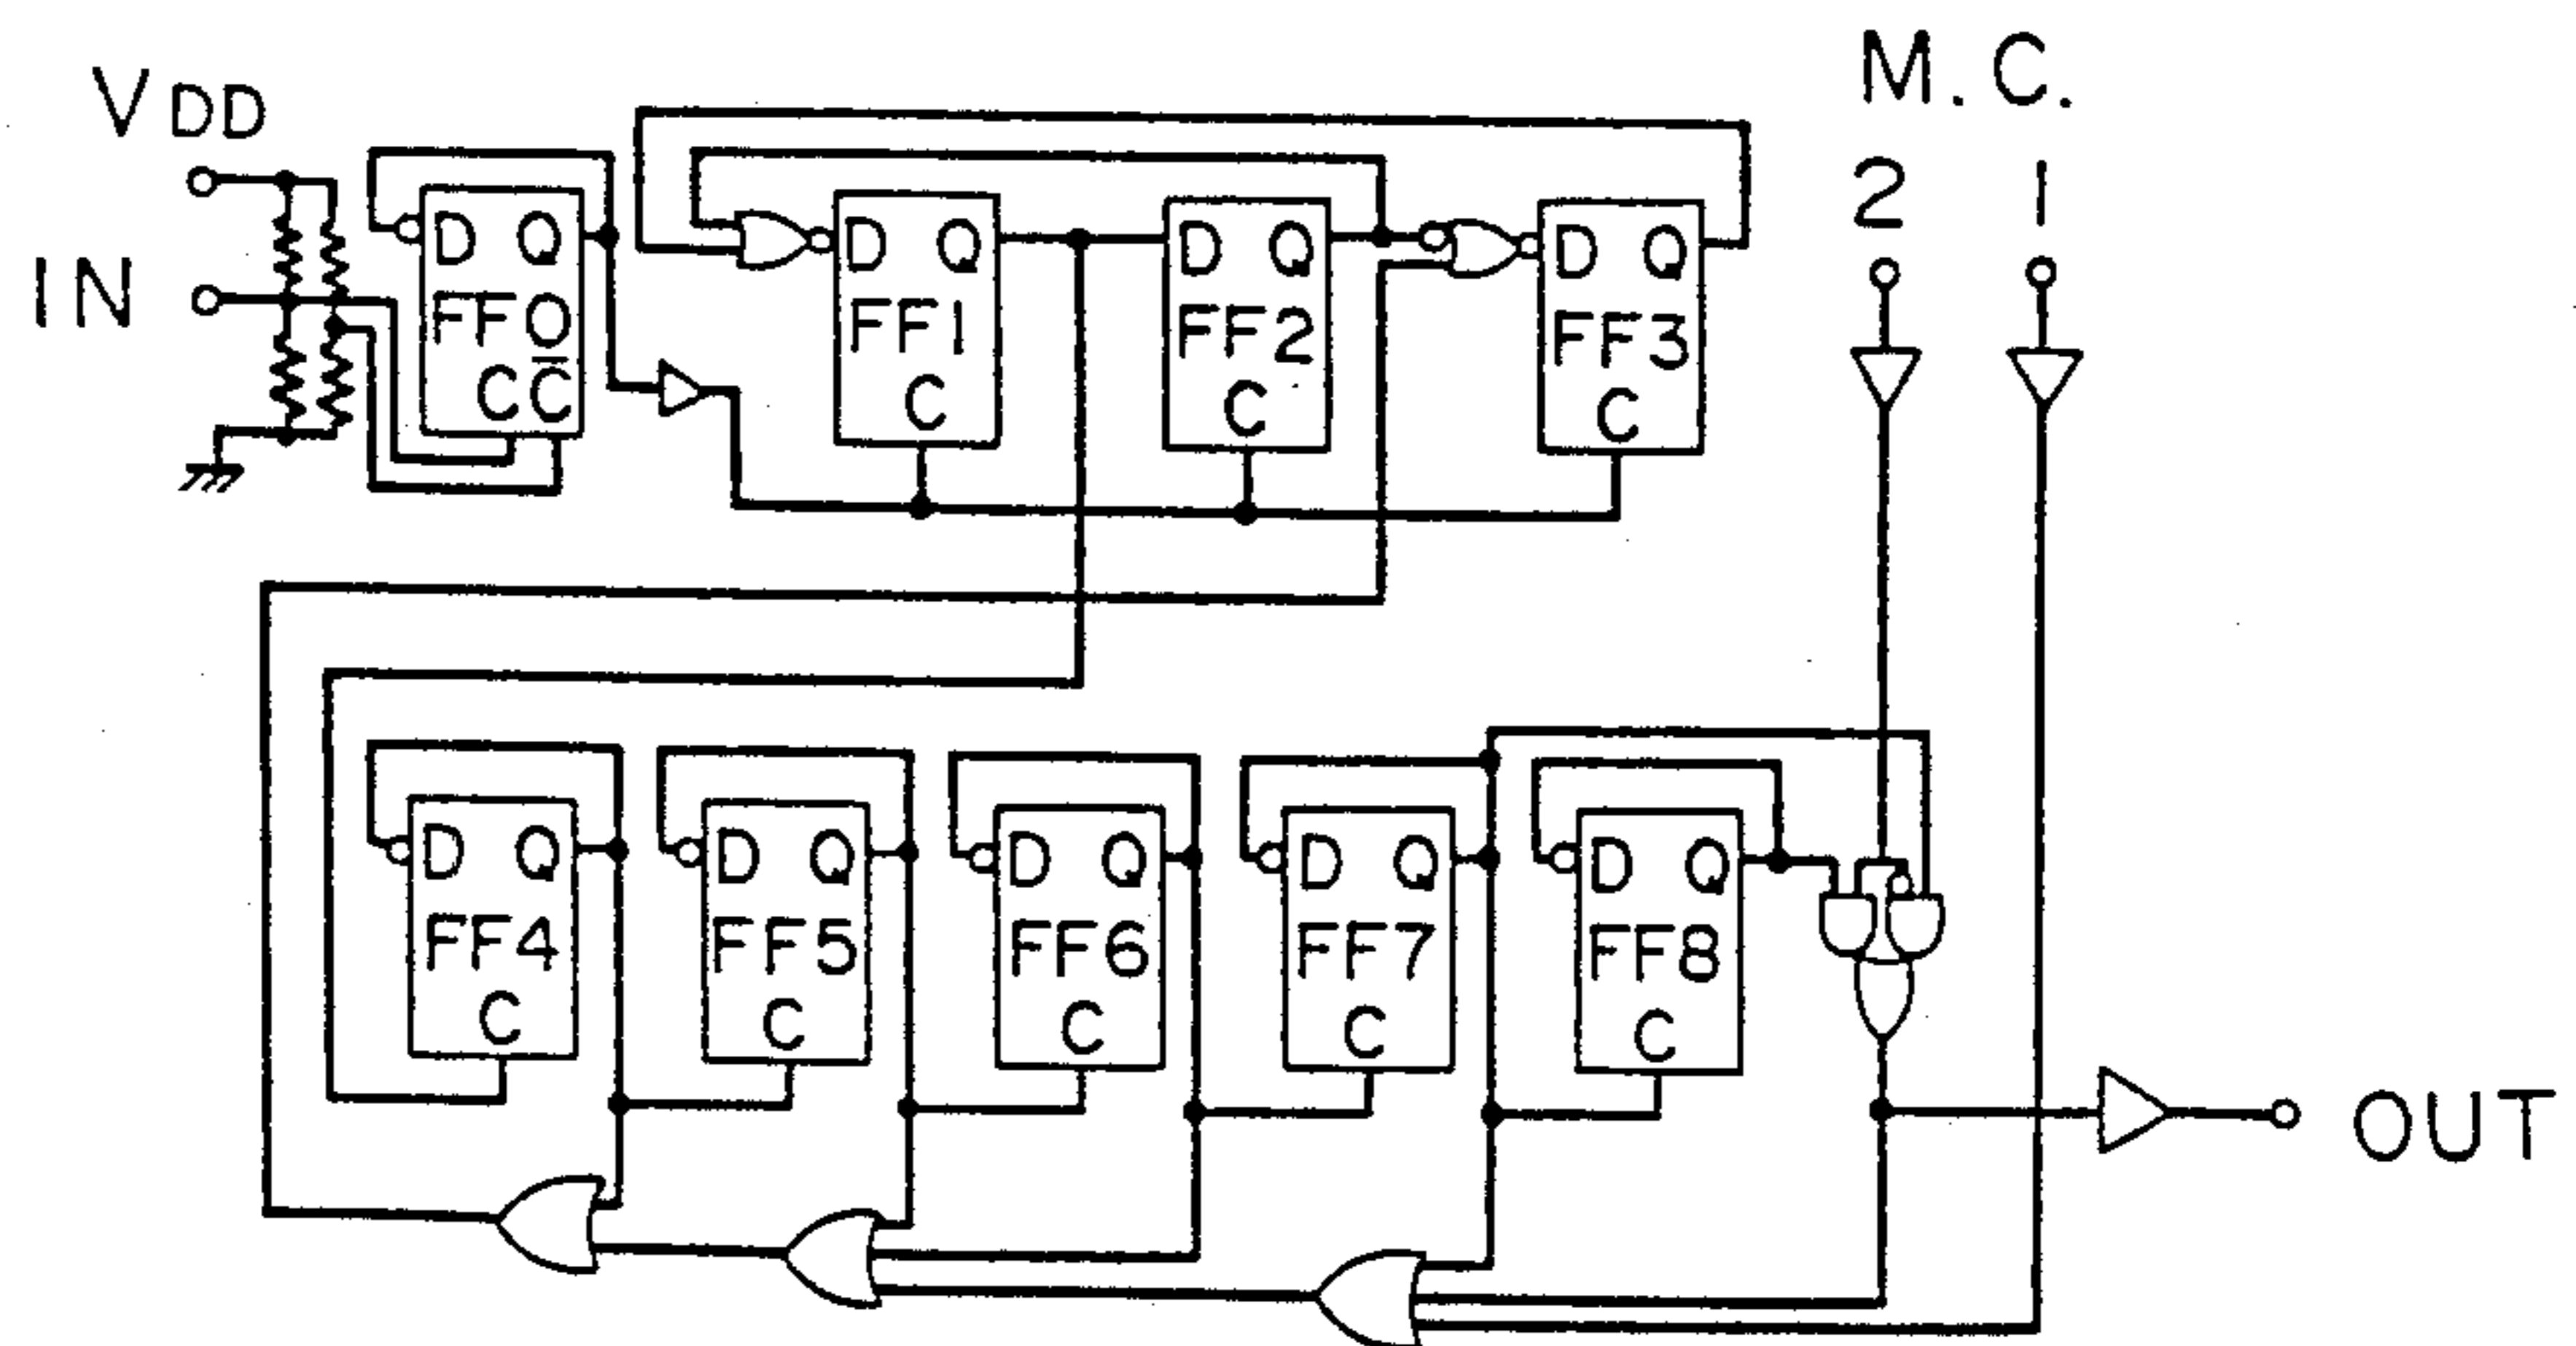 VDD
IN
M.C.
2 1
D Q
FF0
C C̅
D Q
FF1
C
D Q
FF2
C
D Q
FF3
C
D Q
FF4
C
D Q
FF5
C
D Q
FF6
C
D Q
FF7
C
D Q
FF8
C
OUT